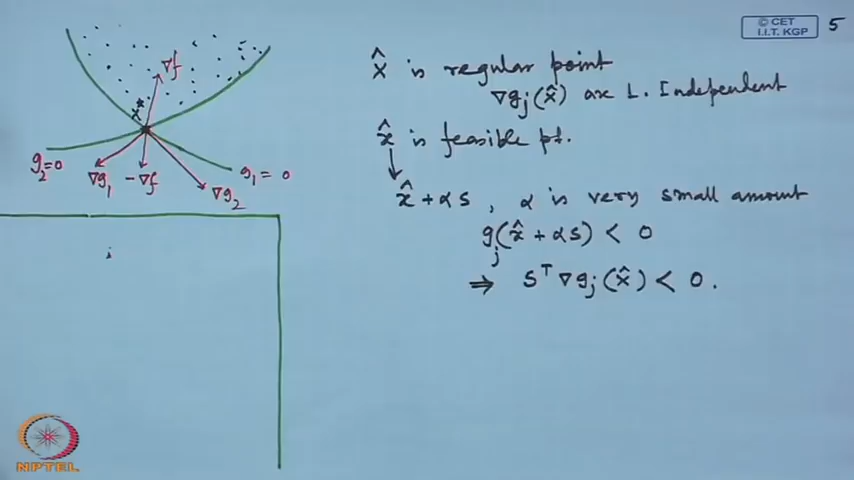 © CET
I.I.T. KGP
5
∇f
x*
g₂=0
∇g₁
-∇f
g₁ = 0
∇g₂
i
x̂ is regular point
∇gⱼ(x̂) are L. Independent
x̂ is feasible pt.
x̂ + αs, α is very small amount
gⱼ(x̂ + αs) < 0
⇒ Sᵀ ∇gⱼ(x̂) < 0.
NPTEL